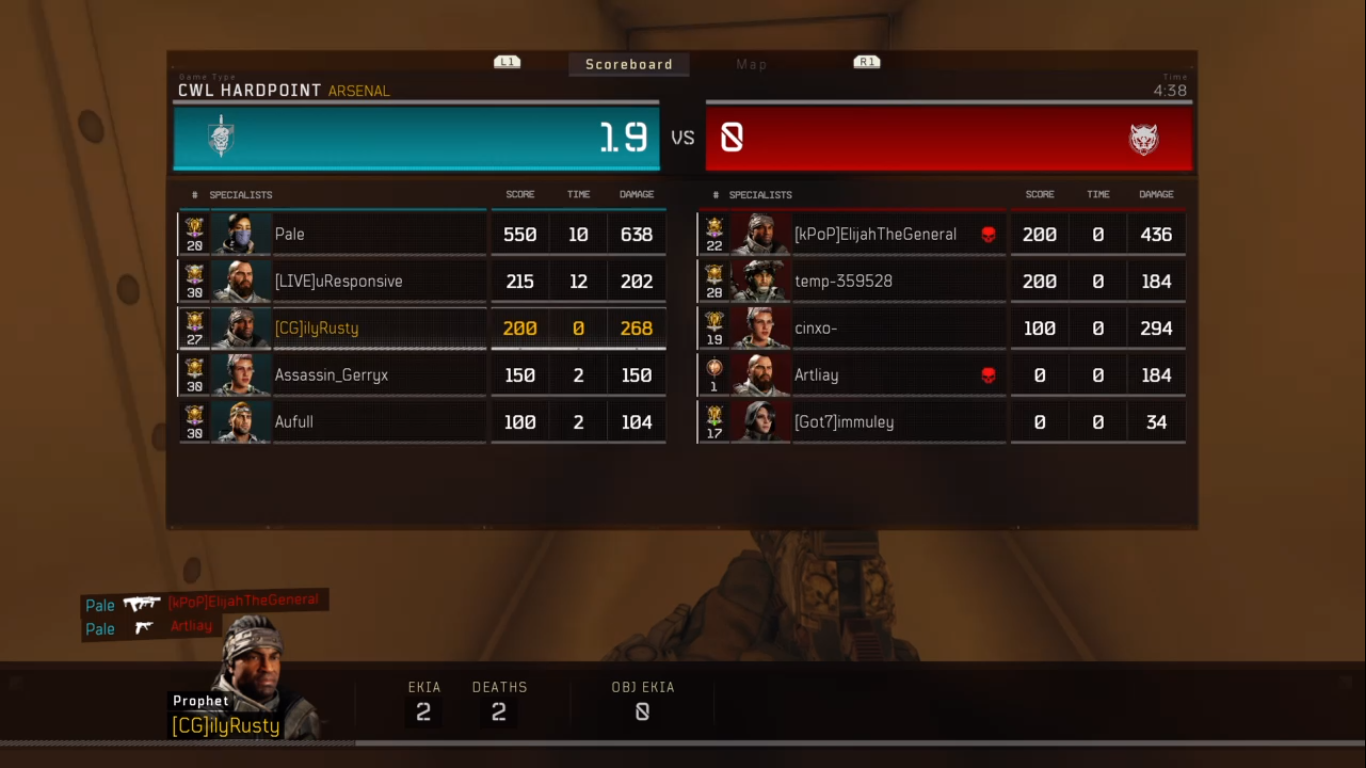 L1 Scoreboard Map R1
Game Type
CWL HARDPOINT ARSENAL
Time
4:38
19 VS 0
# SPECIALISTS SCORE TIME DAMAGE
20 Pale 550 10 638
30 [LIVE]uResponsive 215 12 202
27 [CG]ilyRusty 200 0 268
30 Assassin_Gerryx 150 2 150
30 Aufull 100 2 104
# SPECIALISTS SCORE TIME DAMAGE
22 [kPoP]ElijahTheGeneral 200 0 436
28 temp-359528 200 0 184
19 cinxo- 100 0 294
1 Artliay 0 0 184
17 [Got7]immuley 0 0 34
Pale [kPoP]ElijahTheGeneral
Pale Artliay
Prophet
[CG]ilyRusty
EKIA DEATHS OBJ EKIA
2 2 0